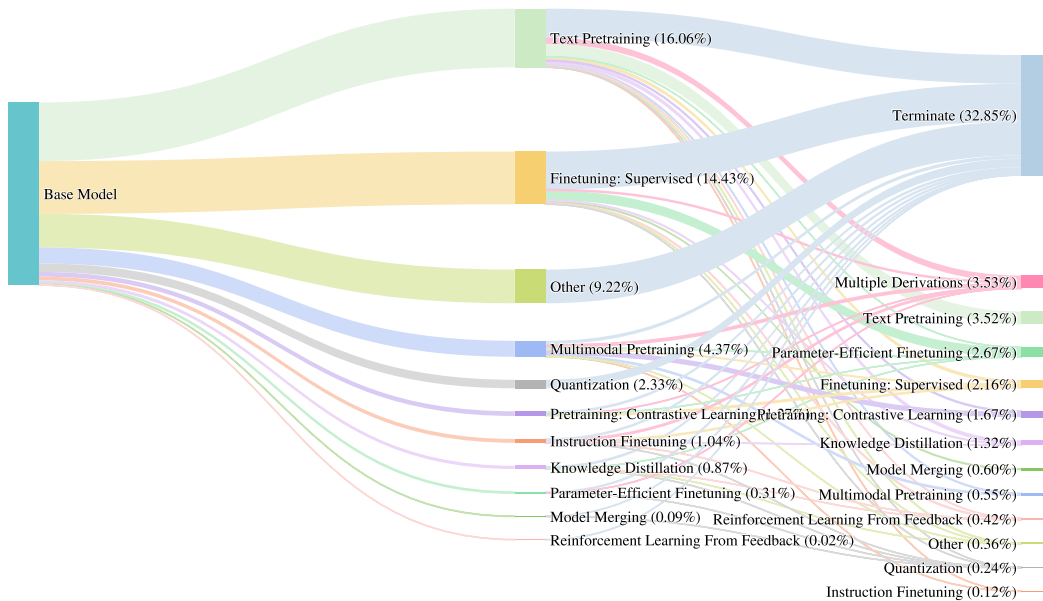 Base Model
Text Pretraining (16.06%)
Finetuning: Supervised (14.43%)
Other (9.22%)
Multimodal Pretraining (4.37%)
Quantization (2.33%)
Pretraining: Contrastive Learning
Instruction Finetuning (1.04%)
Knowledge Distillation (0.87%)
Parameter-Efficient Finetuning (0.31%)
Model Merging (0.09%)
Reinforcement Learning From Feedback (0.02%)
Terminate (32.85%)
Multiple Derivations (3.53%)
Text Pretraining (3.52%)
Parameter-Efficient Finetuning (2.67%)
Finetuning: Supervised (2.16%)
Pretraining: Contrastive Learning (1.67%)
Knowledge Distillation (1.32%)
Model Merging (0.60%)
Multimodal Pretraining (0.55%)
Reinforcement Learning From Feedback (0.42%)
Other (0.36%)
Quantization (0.24%)
Instruction Finetuning (0.12%)